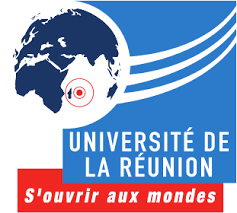 UNIVERSITÉ DE
LA RÉUNION
S'ouvrir aux mondes